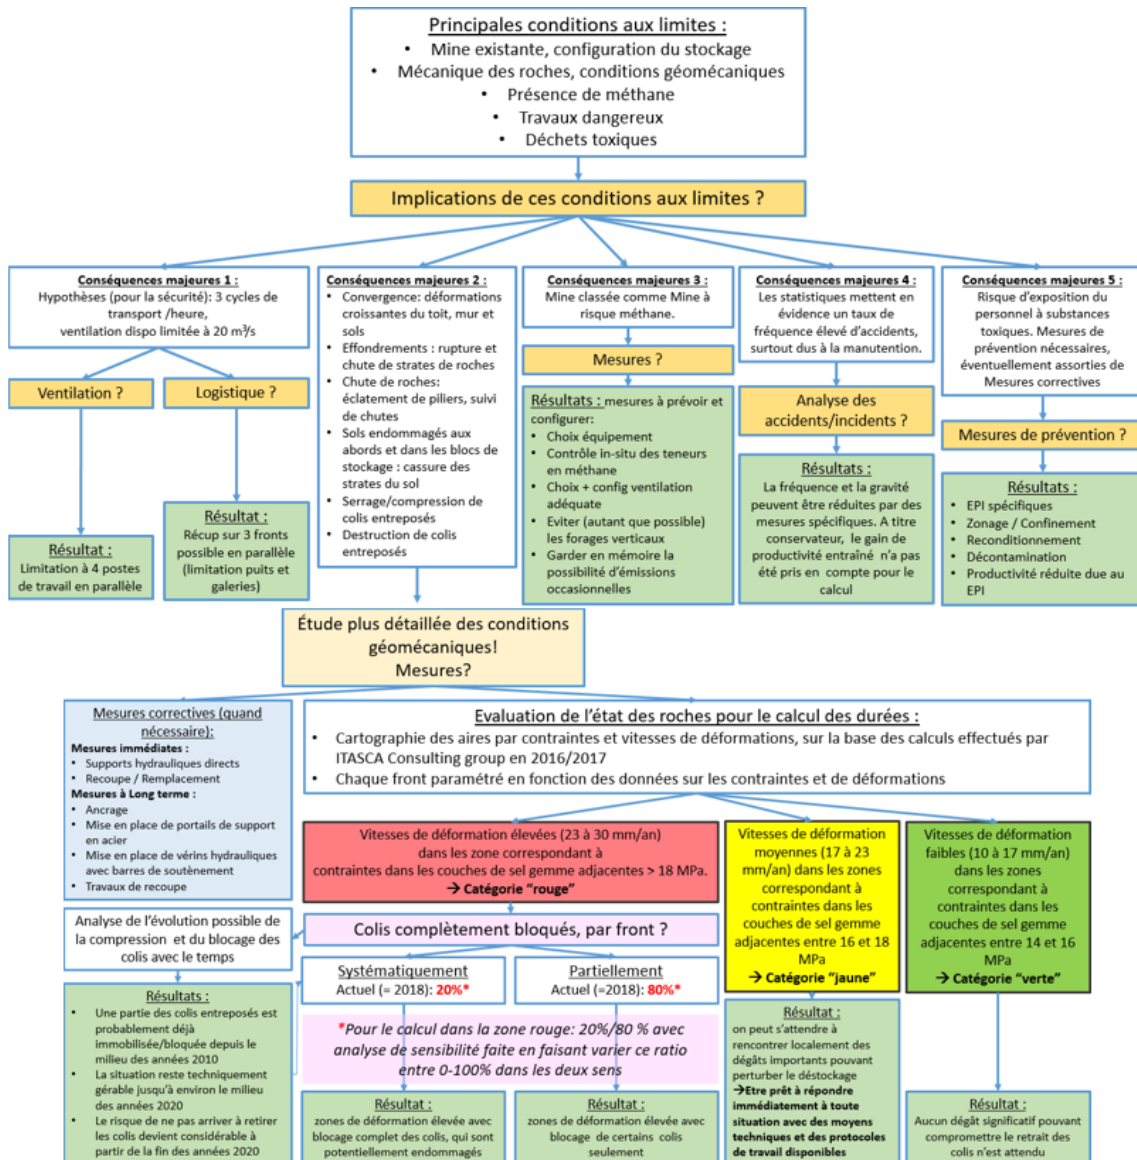 Principales conditions aux limites :
• Mine existante, configuration du stockage
• Mécanique des roches, conditions géomécaniques
• Présence de méthane
• Travaux dangereux
• Déchets toxiques
Implications de ces conditions aux limites ?
Conséquences majeures 1 :
Hypothèses (pour la sécurité): 3 cycles de
transport /heure,
ventilation dispo limitée à 20 m³/s
Ventilation ?
Logistique ?
Résultat :
Limitation à 4 postes
de travail en parallèle
Résultat :
Récup sur 3 fronts
possible en parallèle
(limitation puits et
galeries)
Conséquences majeures 2 :
• Convergence: déformations
croissantes du toit, mur et
sols
• Effondrements : rupture et
chute de strates de roches
• Chute de roches:
éclatement de piliers, suivi
de chutes
• Sols endommagés aux
abords et dans les blocs de
stockage : cassure des
strates du sol
• Serrage/compression de
colis entreposés
• Destruction de colis
entreposés
Conséquences majeures 3 :
Mine classée comme Mine à
risque méthane.
Mesures ?
Résultats : mesures à prévoir et
configurer:
• Choix équipement
• Contrôle in-situ des teneurs
en méthane
• Choix + config ventilation
adéquate
• Eviter (autant que possible)
les forages verticaux
• Garder en mémoire la
possibilité d'émissions
occasionnelles
Conséquences majeures 4 :
Les statistiques mettent en
évidence un taux de
fréquence élevé d'accidents,
surtout dus à la manutention.
Analyse des
accidents/incidents ?
Résultats :
La fréquence et la gravité
peuvent être réduites par des
mesures spécifiques. A titre
conservateur, le gain de
productivité entraîné n'a pas
été pris en compte pour le
calcul
Conséquences majeures 5 :
Risque d'exposition du
personnel à substances
toxiques. Mesures de
prévention nécessaires,
éventuellement assorties de
Mesures correctives
Mesures de prévention ?
Résultats :
• EPI spécifiques
• Zonage / Confinement
• Reconditionnement
• Décontamination
• Productivité réduite due au
EPI
Étude plus détaillée des conditions
géomécaniques!
Mesures?
Mesures correctives (quand
nécessaire):
Mesures immédiates :
• Supports hydrauliques directs
• Recoupe / Remplacement
Mesures à Long terme :
• Ancrage
• Mise en place de portails de support
en acier
• Mise en place de vérins hydrauliques
avec barres de soutènement
• Travaux de recoupe
Evaluation de l'état des roches pour le calcul des durées :
• Cartographie des aires par contraintes et vitesses de déformations, sur la base des calculs effectués par
ITASCA Consulting group en 2016/2017
• Chaque front paramétré en fonction des données sur les contraintes et de déformations
Vitesses de déformation élevées (23 à 30 mm/an)
dans les zone correspondant à
contraintes dans les couches de sel gemme adjacentes > 18 MPa.
→ Catégorie "rouge"
Vitesses de déformation
moyennes (17 à 23
mm/an) dans les zones
correspondant à
contraintes dans les
couches de sel gemme
adjacentes entre 16 et 18
MPa
→ Catégorie "jaune"
Vitesses de déformation
faibles (10 à 17 mm/an)
dans les zones
correspondant à
contraintes dans les
couches de sel gemme
adjacentes entre 14 et 16
MPa
→ Catégorie "verte"
Analyse de l'évolution possible de
la compression et du blocage des
colis avec le temps
Colis complètement bloqués, par front ?
Systématiquement
Actuel (= 2018): 20%*
Partiellement
Actuel (=2018): 80%*
*Pour le calcul dans la zone rouge: 20%/80 % avec
analyse de sensibilité faite en faisant varier ce ratio
entre 0-100% dans les deux sens
Résultats :
• Une partie des colis entreposés est
probablement déjà
immobilisée/bloquée depuis le
milieu des années 2010
• La situation reste techniquement
gérable jusqu'à environ le milieu
des années 2020
• Le risque de ne pas arriver à retirer
les colis devient considérable à
partir de la fin des années 2020
Résultat :
zones de déformation élevée avec
blocage complet des colis, qui sont
potentiellement endommagés
Résultat :
zones de déformation élevée avec
blocage de certains colis
seulement
Résultat :
on peut s'attendre à
rencontrer localement des
dégâts importants pouvant
perturber le déstockage
→Etre prêt à répondre
immédiatement à toute
situation avec des moyens
techniques et des protocoles
de travail disponibles
Résultat :
Aucun dégât significatif pouvant
compromettre le retrait des
colis n'est attendu